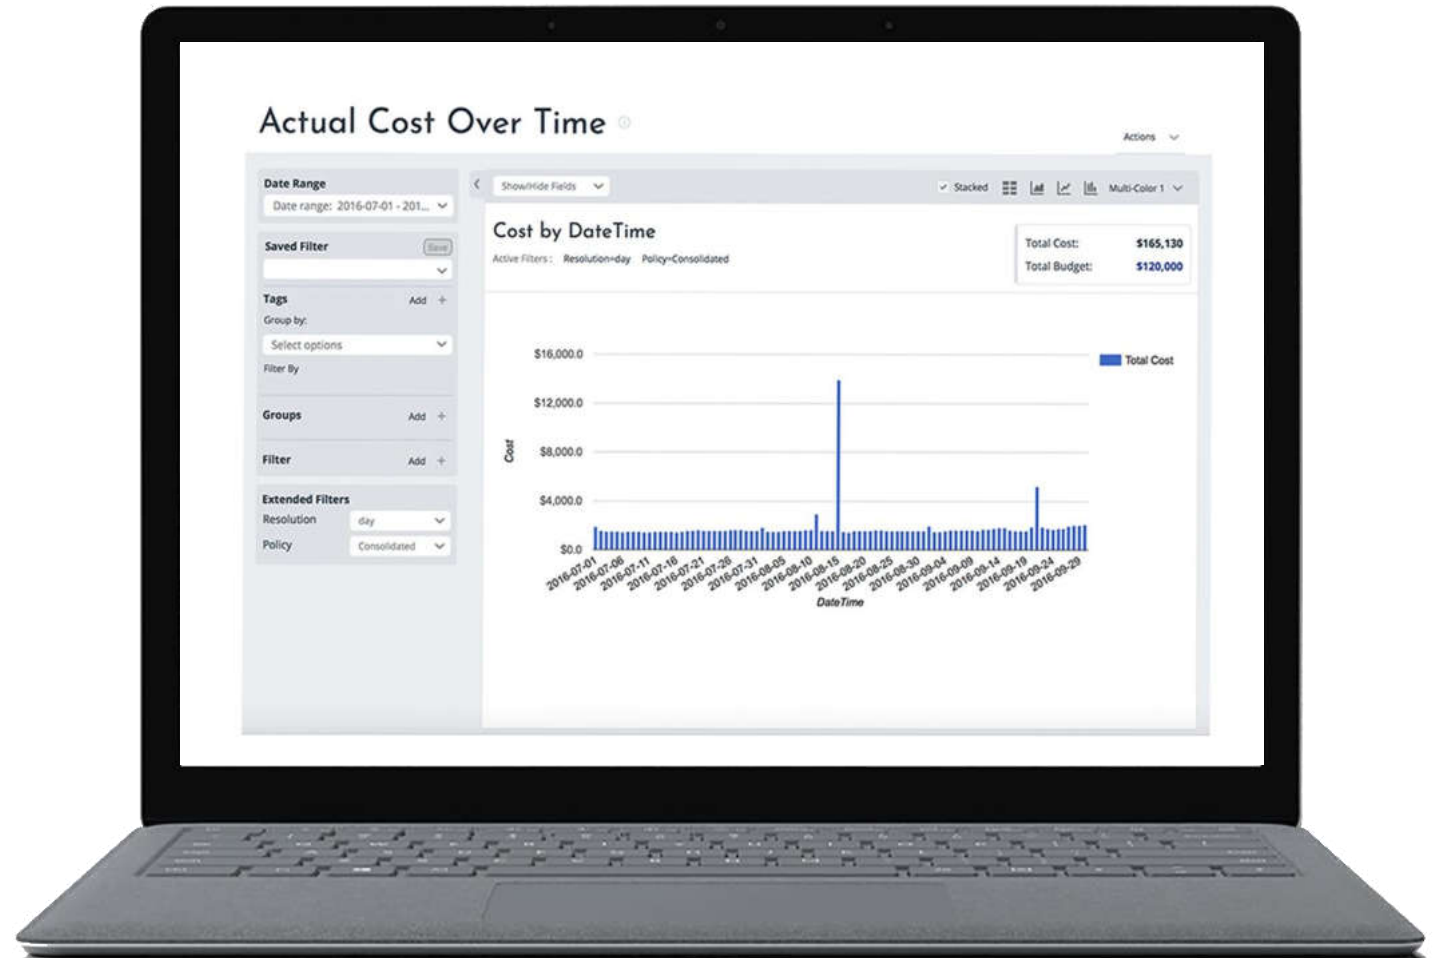 Actual Cost Over Time
Actions
Date Range
Date range: 2016-07-01 - 201...
Saved Filter
Save
Tags
Add +
Group by:
Select options
Filter By
Groups
Add +
Filter
Add +
Extended Filters
Resolution
day
Policy
Consolidated
Show/Hide Fields
Stacked
Multi-Color 1
Cost by DateTime
Active Filters : Resolution=day Policy=Consolidated
Total Cost: $165,130
Total Budget: $120,000
$16,000.0
$12,000.0
$8,000.0
$4,000.0
$0.0
Cost
Total Cost
2016-07-01
2016-07-06
2016-07-11
2016-07-16
2016-07-21
2016-07-26
2016-07-31
2016-08-05
2016-08-10
2016-08-15
2016-08-20
2016-08-25
2016-08-30
2016-09-04
2016-09-09
2016-09-14
2016-09-19
2016-09-24
2016-09-29
DateTime